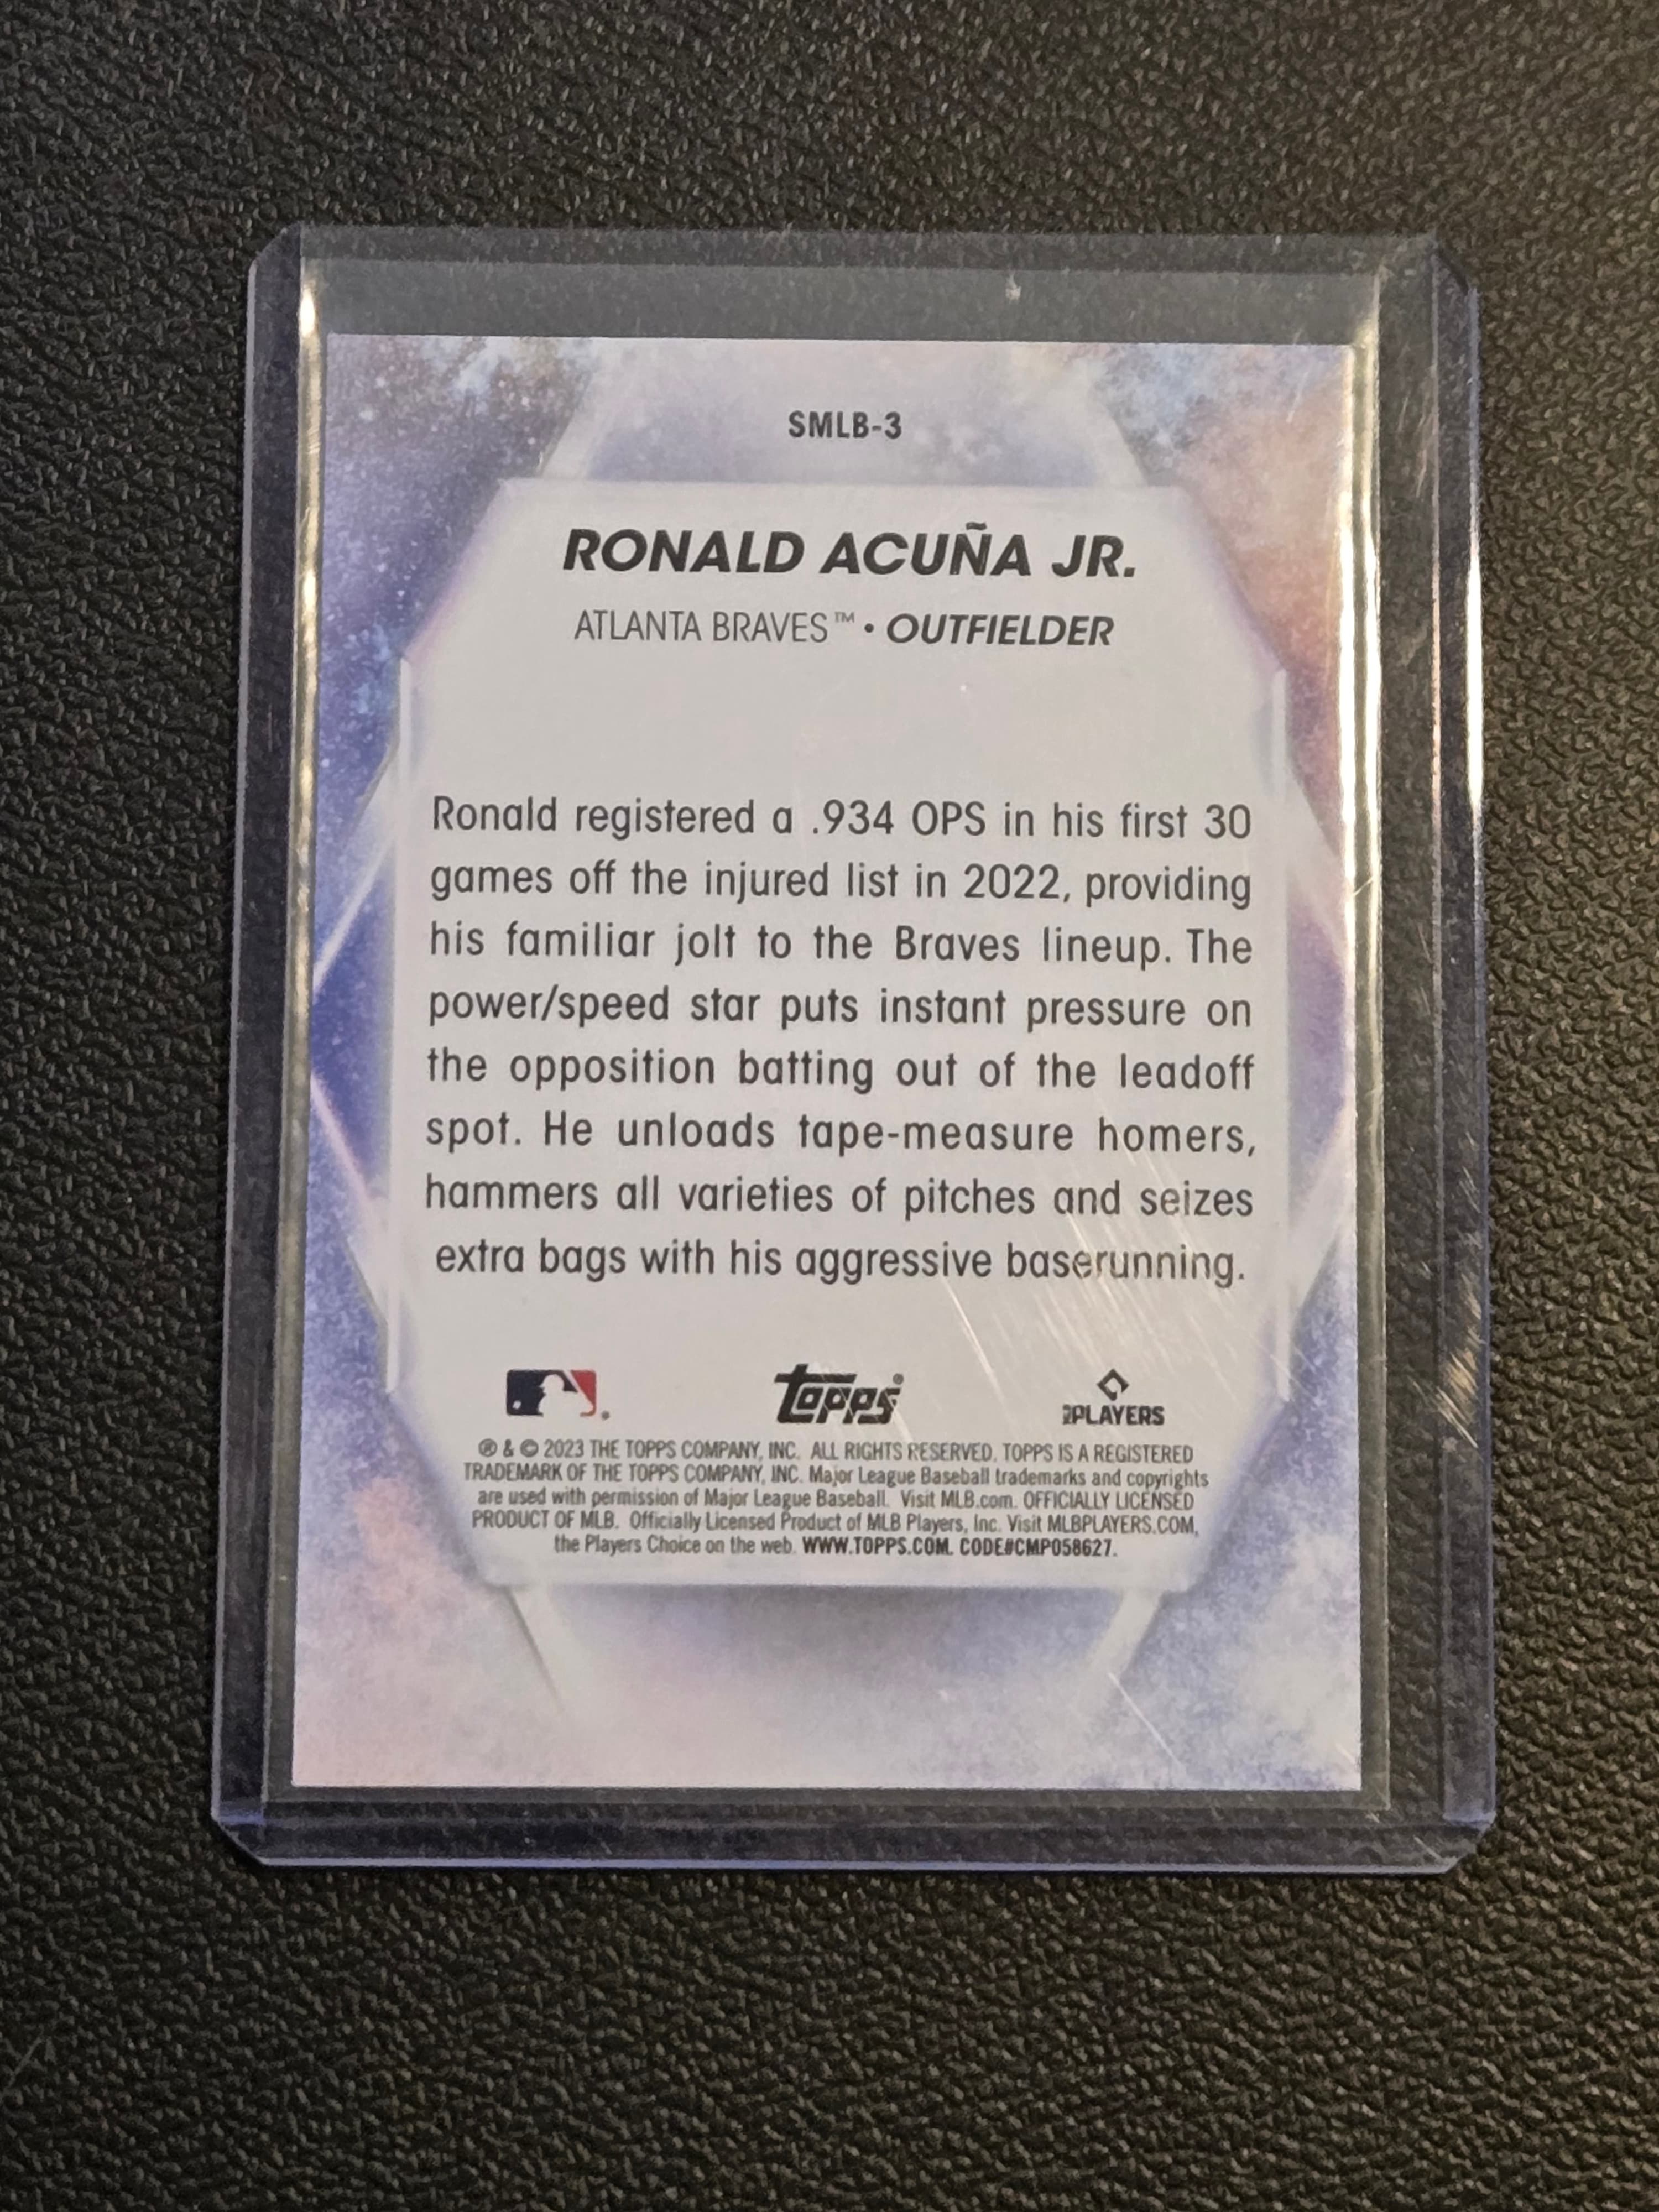 SMLB-3
RONALD ACUÑA JR.
ATLANTA BRAVES™ • OUTFIELDER
Ronald registered a .934 OPS in his first 30
games off the injured list in 2022, providing
his familiar jolt to the Braves lineup. The
power/speed star puts instant pressure on
the opposition batting out of the leadoff
spot. He unloads tape-measure homers,
hammers all varieties of pitches and seizes
extra bags with his aggressive baserunning.
Topps
PLAYERS
® & © 2023 THE TOPPS COMPANY, INC. ALL RIGHTS RESERVED. TOPPS IS A REGISTERED
TRADEMARK OF THE TOPPS COMPANY, INC. Major League Baseball trademarks and copyrights
are used with permission of Major League Baseball. Visit MLB.com. OFFICIALLY LICENSED
PRODUCT OF MLB. Officially Licensed Product of MLB Players, Inc. Visit MLBPLAYERS.COM,
the Players Choice on the web. WWW.TOPPS.COM. CODE#CMP058627.